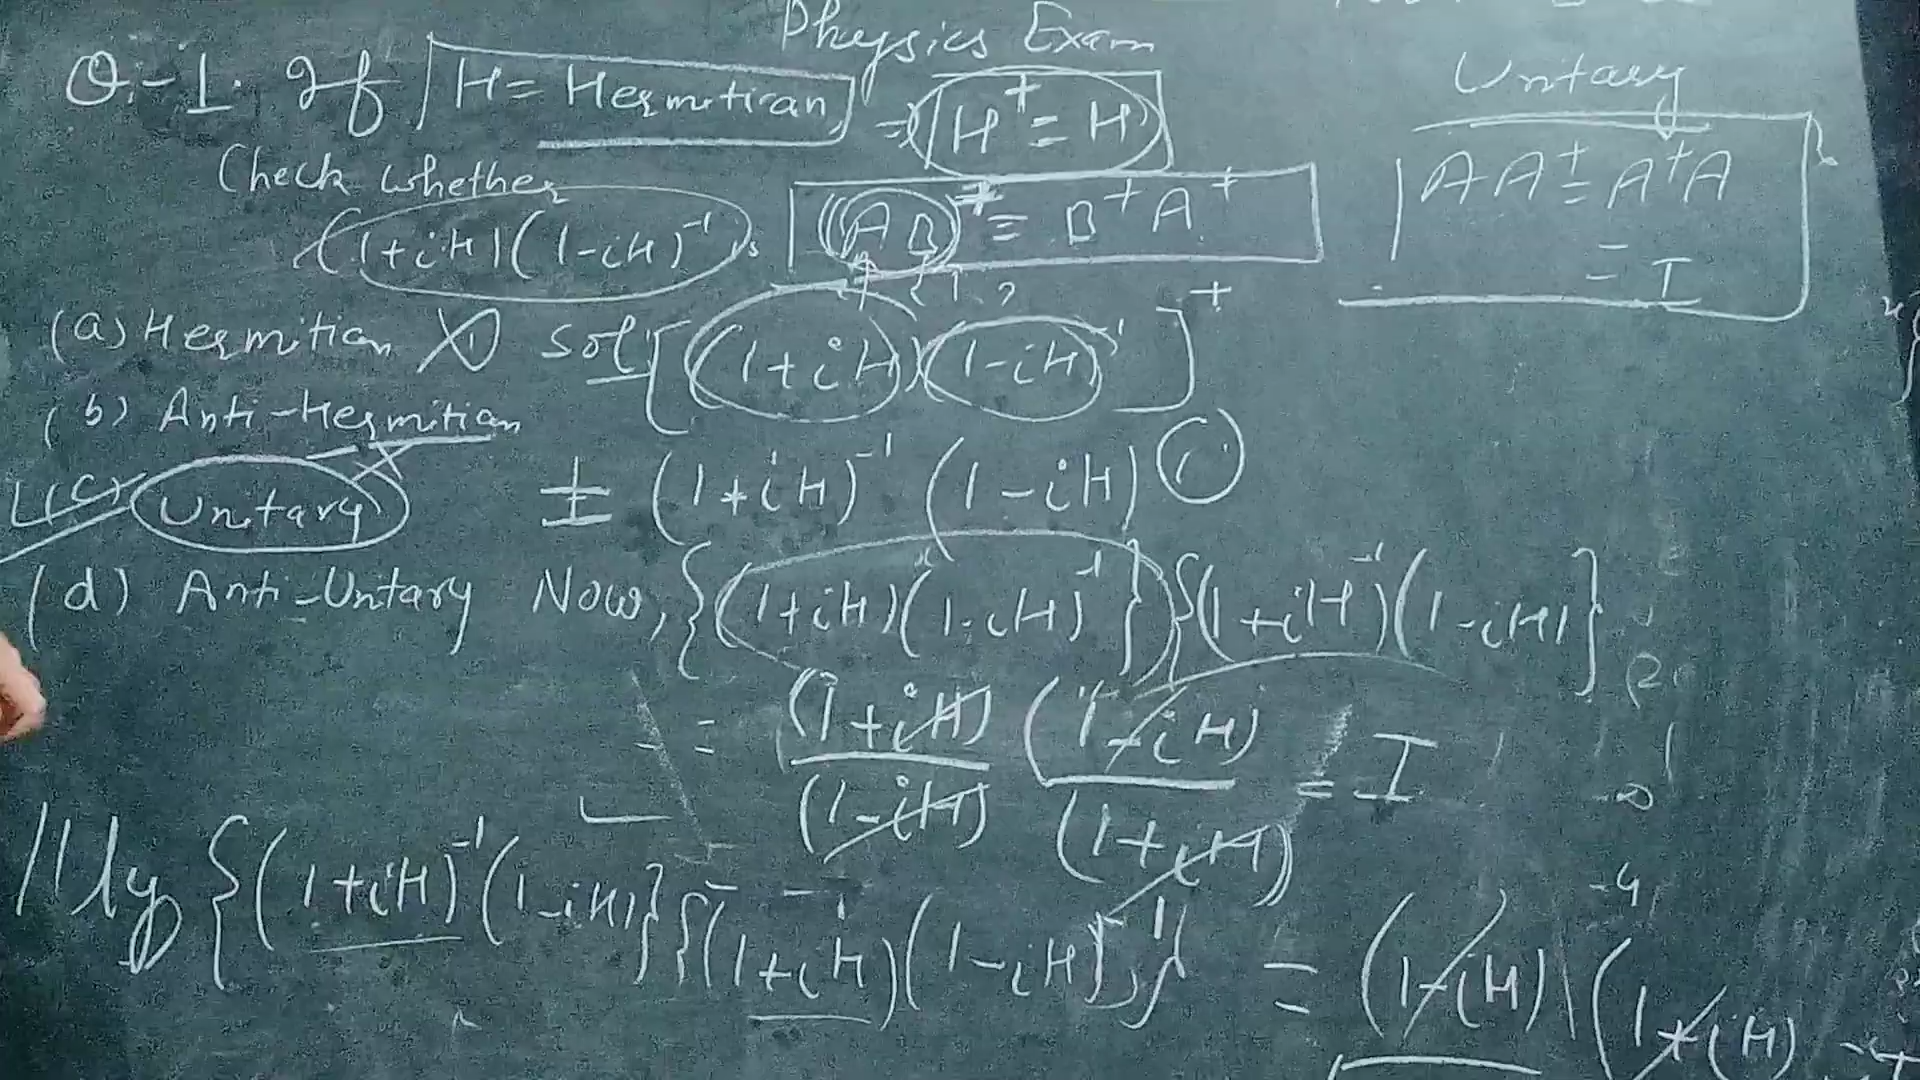 Physics Exam
Q.-1. If H = Hermitian, ⇒ H⁺ = H
Untary
Check whether
(1+iH)(1-iH)⁻¹ is
(AB)⁺ = B⁺A⁺
AA⁺ = A⁺A
= I
(a) Hermitian
Sol [(1+iH)(1-iH)⁻¹]⁺
(b) Anti-Hermitian
(c) Untary
= (1+iH)⁻¹ (1-iH)
(d) Anti-Untary
Now, {(1+iH)(1-iH)⁻¹}{(1+iH)⁻¹(1-iH)}
= (1+iH)/(1-iH) (1-iH)/(1+iH) = I
|||ly {(1+iH)⁻¹(1-iH)}{(1+iH)(1-iH)⁻¹} = (1-iH) (1+iH)